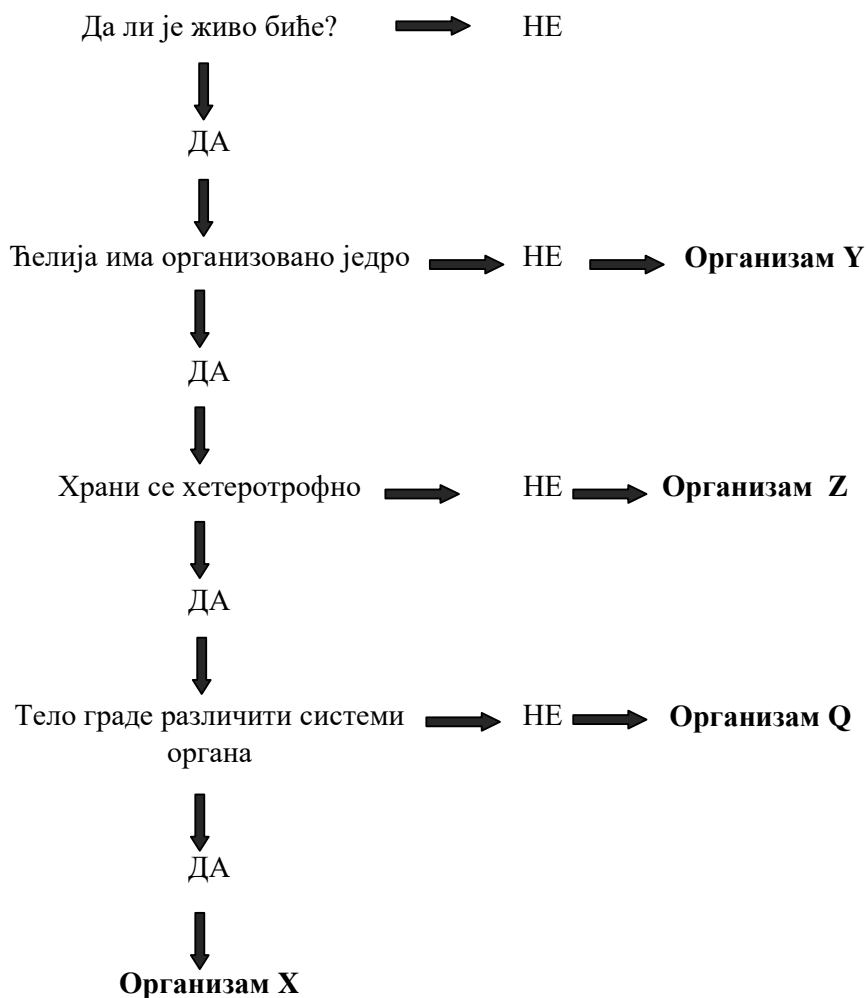 Да ли је живо биће? НЕ
ДА
Ћелија има организовано једро НЕ Организам Y
ДА
Храни се хетеротрофно НЕ Организам Z
ДА
Тело граде различити системи НЕ Организам Q
органа
ДА
Организам X